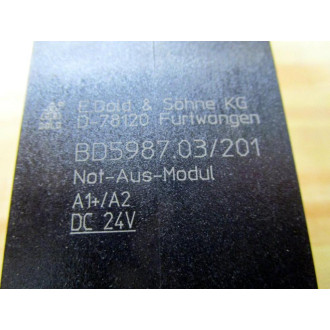 E. Dold & Söhne KG
D-78120 Furtwangen
BD5987.03/201
Not-Aus-Modul
A1+/A2
DC 24V